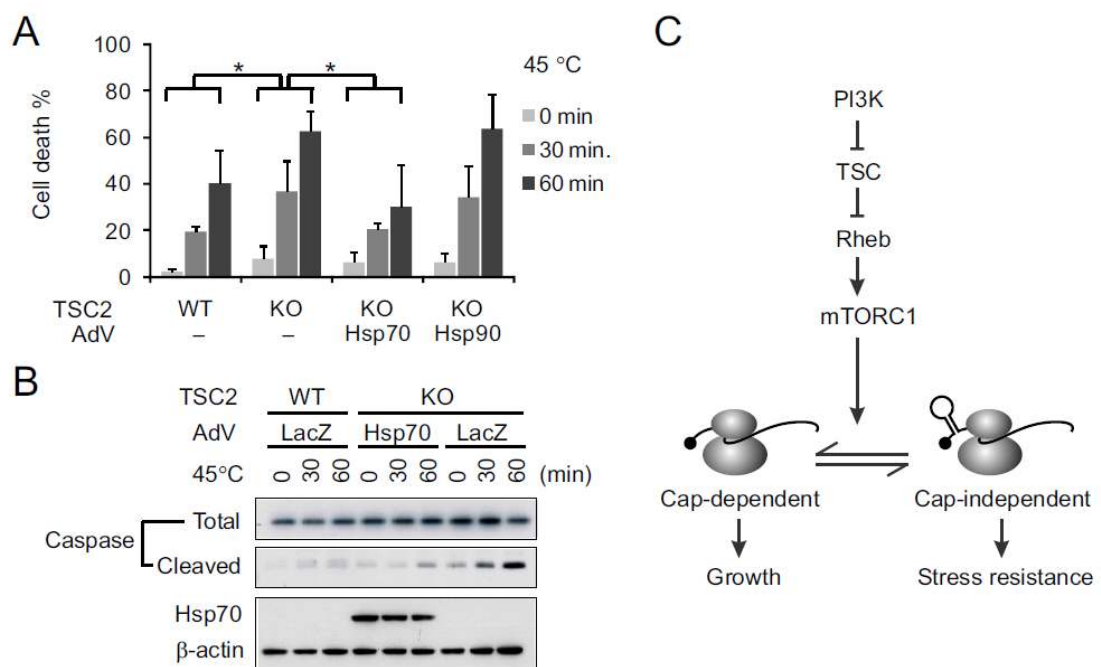 A
100
80
60
40
20
0
Cell death %
* *
45 °C
0 min
30 min.
60 min
TSC2 WT KO KO KO
AdV – – Hsp70 Hsp90
B
TSC2 WT KO
AdV LacZ Hsp70 LacZ
45°C 0 30 60 0 30 60 0 30 60 (min)
Caspase
Total
Cleaved
Hsp70
β-actin
C
PI3K
TSC
Rheb
mTORC1
Cap-dependent Cap-independent
Growth Stress resistance